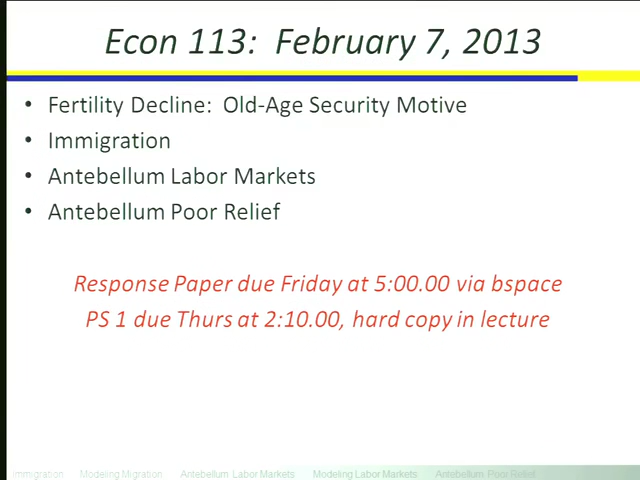 Econ 113: February 7, 2013
• Fertility Decline: Old-Age Security Motive
• Immigration
• Antebellum Labor Markets
• Antebellum Poor Relief
Response Paper due Friday at 5:00.00 via bspace
PS 1 due Thurs at 2:10.00, hard copy in lecture
Immigration Modeling Migration Antebellum Labor Markets Modeling Labor Markets Antebellum Poor Relief